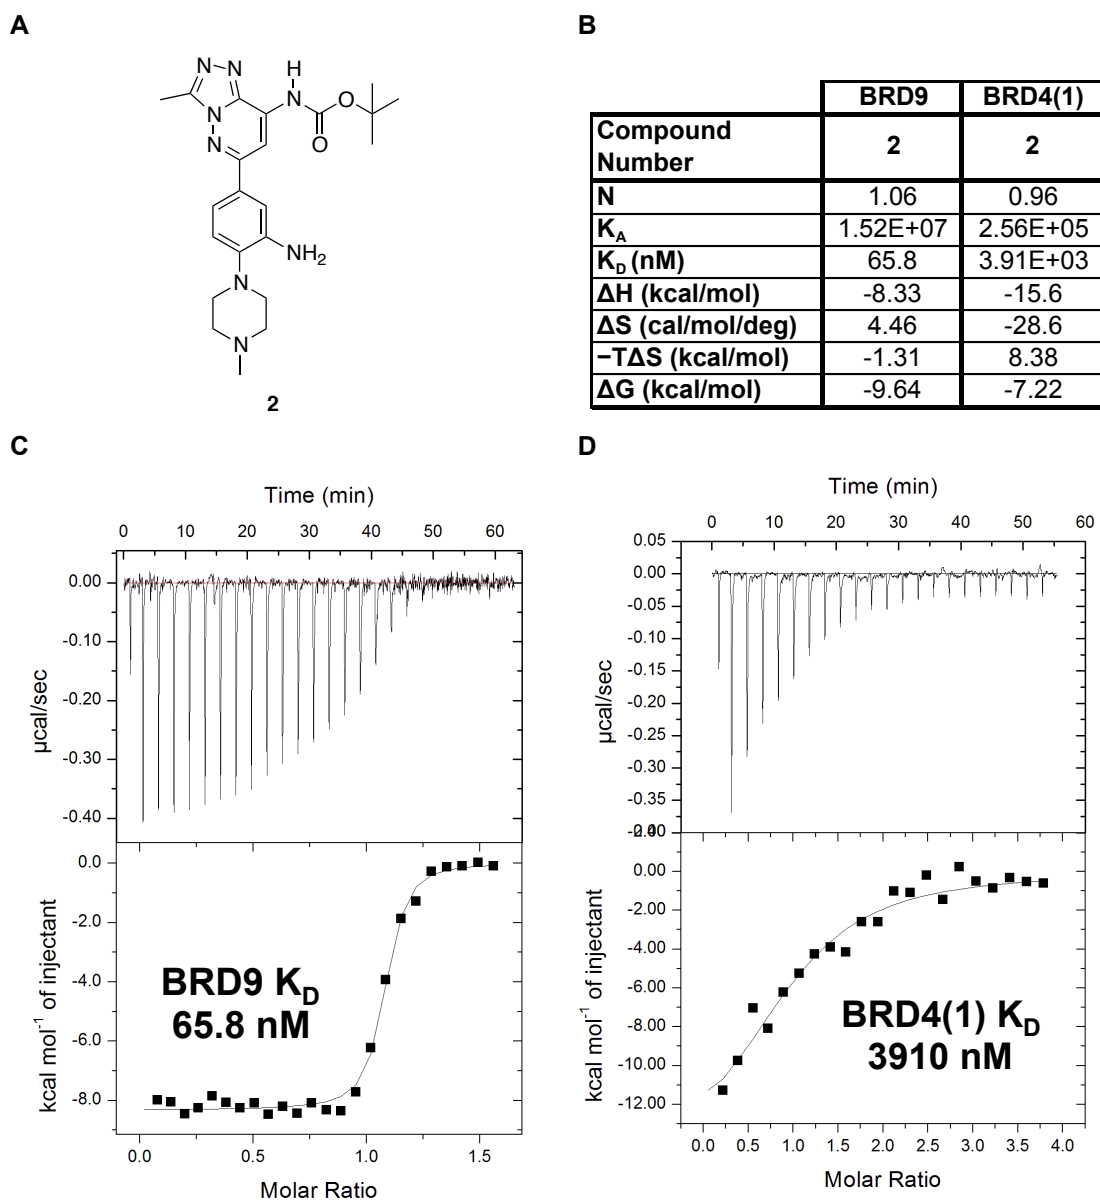 A
N
N
CH₃
N
N
H
N
O
O
NH₂
N
N
CH₃
2
B
BRD9 BRD4(1)
Compound Number 2 2
N 1.06 0.96
K_A 1.52E+07 2.56E+05
K_D (nM) 65.8 3.91E+03
ΔH (kcal/mol) -8.33 -15.6
ΔS (cal/mol/deg) 4.46 -28.6
−TΔS (kcal/mol) -1.31 8.38
ΔG (kcal/mol) -9.64 -7.22
C
Time (min)
0 10 20 30 40 50 60
0.00
-0.10
-0.20
-0.30
-0.40
µcal/sec
0.0
-2.0
-4.0
-6.0
-8.0
kcal mol⁻¹ of injectant
BRD9 K_D
65.8 nM
0.0 0.5 1.0 1.5
Molar Ratio
D
Time (min)
0 10 20 30 40 50 60
0.05
0.00
-0.05
-0.10
-0.15
-0.20
-0.25
-0.30
-0.35
µcal/sec
0.00
-2.00
-4.00
-6.00
-8.00
-10.00
-12.00
kcal mol⁻¹ of injectant
BRD4(1) K_D
3910 nM
0.0 0.5 1.0 1.5 2.0 2.5 3.0 3.5 4.0
Molar Ratio